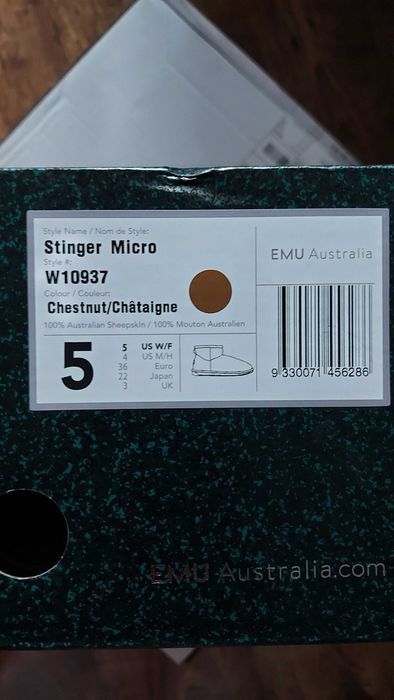 Style Name / Nom de Style:
Stinger Micro
Style #:
W10937
Colour / Couleur:
Chestnut/Châtaigne
100% Australian Sheepskin / 100% Mouton Australien
EMU Australia
5
5 US W/F
4 US M/H
36 Euro
22 Japan
3 UK
9 330071 456286
EMU Australia.com